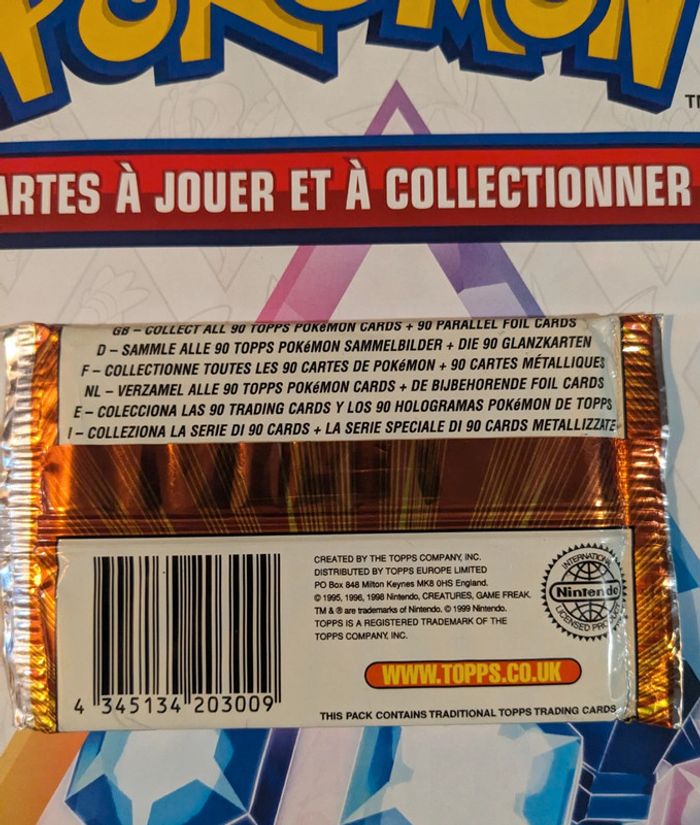 POKéMON
TM
ARTES À JOUER ET À COLLECTIONNER
GB – COLLECT ALL 90 TOPPS POKéMON CARDS + 90 PARALLEL FOIL CARDS
D – SAMMLE ALLE 90 TOPPS POKéMON SAMMELBILDER + DIE 90 GLANZKARTEN
F – COLLECTIONNE TOUTES LES 90 CARTES DE POKéMON + 90 CARTES MÉTALLIQUES
NL – VERZAMEL ALLE 90 TOPPS POKéMON CARDS + DE BIJBEHORENDE FOIL CARDS
E – COLECCIONA LAS 90 TRADING CARDS Y LOS 90 HOLOGRAMAS POKéMON DE TOPPS
I – COLLEZIONA LA SERIE DI 90 CARDS + LA SERIE SPECIALE DI 90 CARDS METALLIZZATE
CREATED BY THE TOPPS COMPANY, INC.
DISTRIBUTED BY TOPPS EUROPE LIMITED
PO Box 848 Milton Keynes MK8 0HS England.
© 1995, 1996, 1998 Nintendo, CREATURES, GAME FREAK.
TM & ® are trademarks of Nintendo. © 1999 Nintendo.
TOPPS IS A REGISTERED TRADEMARK OF THE
TOPPS COMPANY, INC.
INTERNATIONAL
Nintendo
LICENSED PRODUCT
WWW.TOPPS.CO.UK
4 345134 203009
THIS PACK CONTAINS TRADITIONAL TOPPS TRADING CARDS